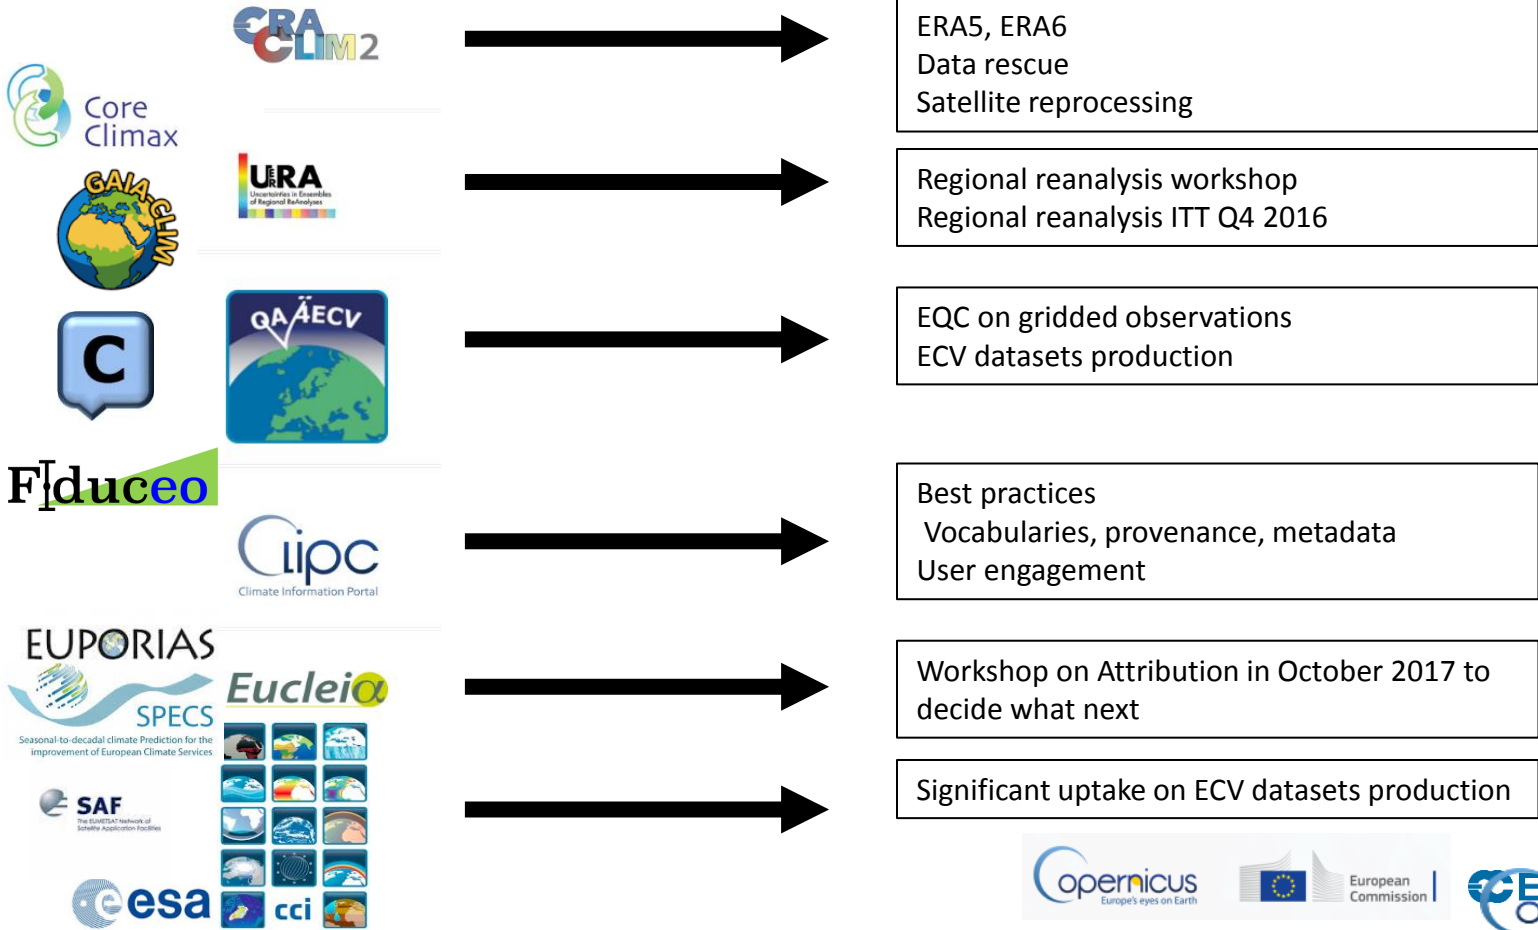 ERA
CLIM 2
ERA5, ERA6
Data rescue
Satellite reprocessing
Core
Climax
UERRA
Uncertainties in Ensembles
of Regional ReAnalyses
Regional reanalysis workshop
Regional reanalysis ITT Q4 2016
GAIA-CLIM
QA4ECV
EQC on gridded observations
ECV datasets production
C
Fiduceo
Clipc
Climate Information Portal
Best practices
Vocabularies, provenance, metadata
User engagement
EUPORIAS
SPECS
Seasonal-to-decadal climate Prediction for the
improvement of European Climate Services
Eucleia
Workshop on Attribution in October 2017 to
decide what next
SAF
The EUMETSAT Network of
Satellite Application Facilities
Significant uptake on ECV datasets production
esa
cci
Copernicus
Europe's eyes on Earth
European
Commission